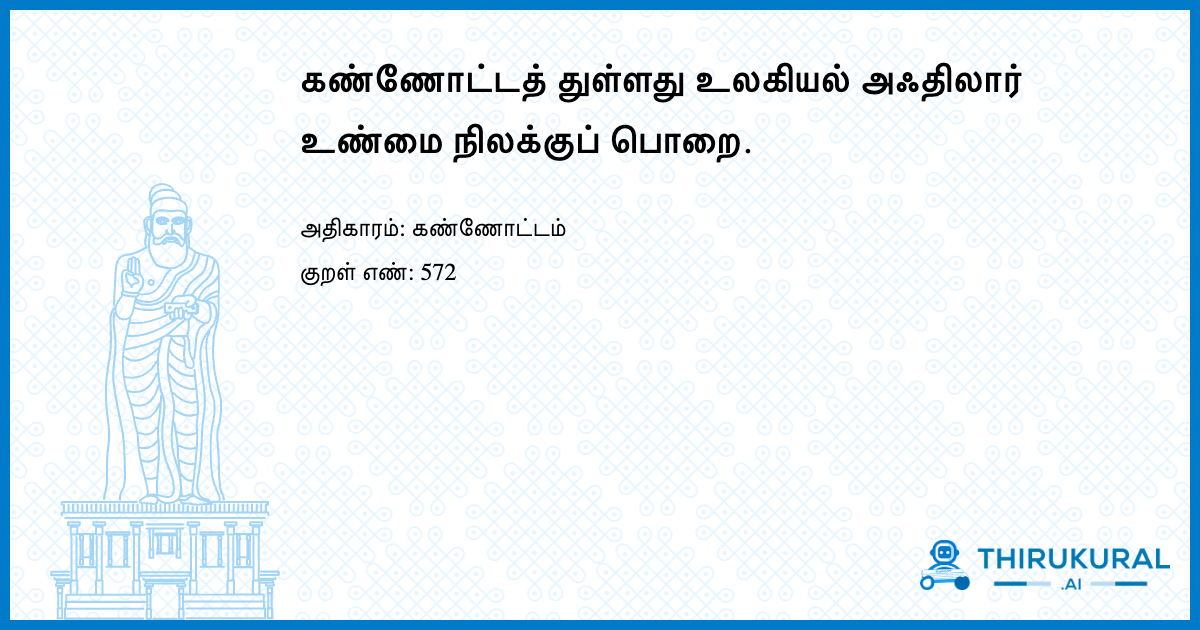 கண்ணோட்டத் துள்ளது உலகியல் அஃதிலார்
உண்மை நிலக்குப் பொறை.
அதிகாரம்: கண்ணோட்டம்
குறள் எண்: 572
THIRUKURAL
.AI